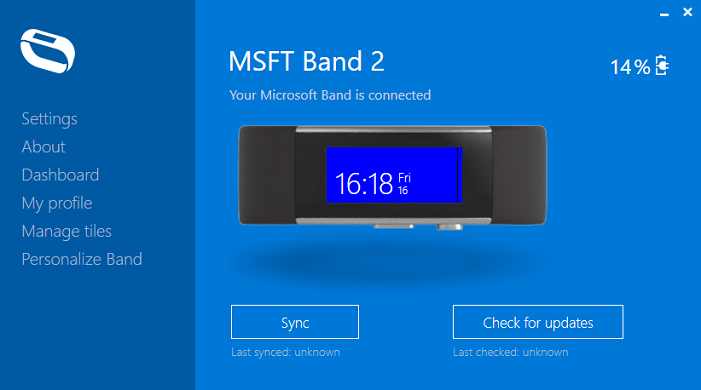 MSFT Band 2
14%
Your Microsoft Band is connected
Settings
About
Dashboard
My profile
Manage tiles
Personalize Band
16:18 Fri
16
Sync
Check for updates
Last synced: unknown
Last checked: unknown